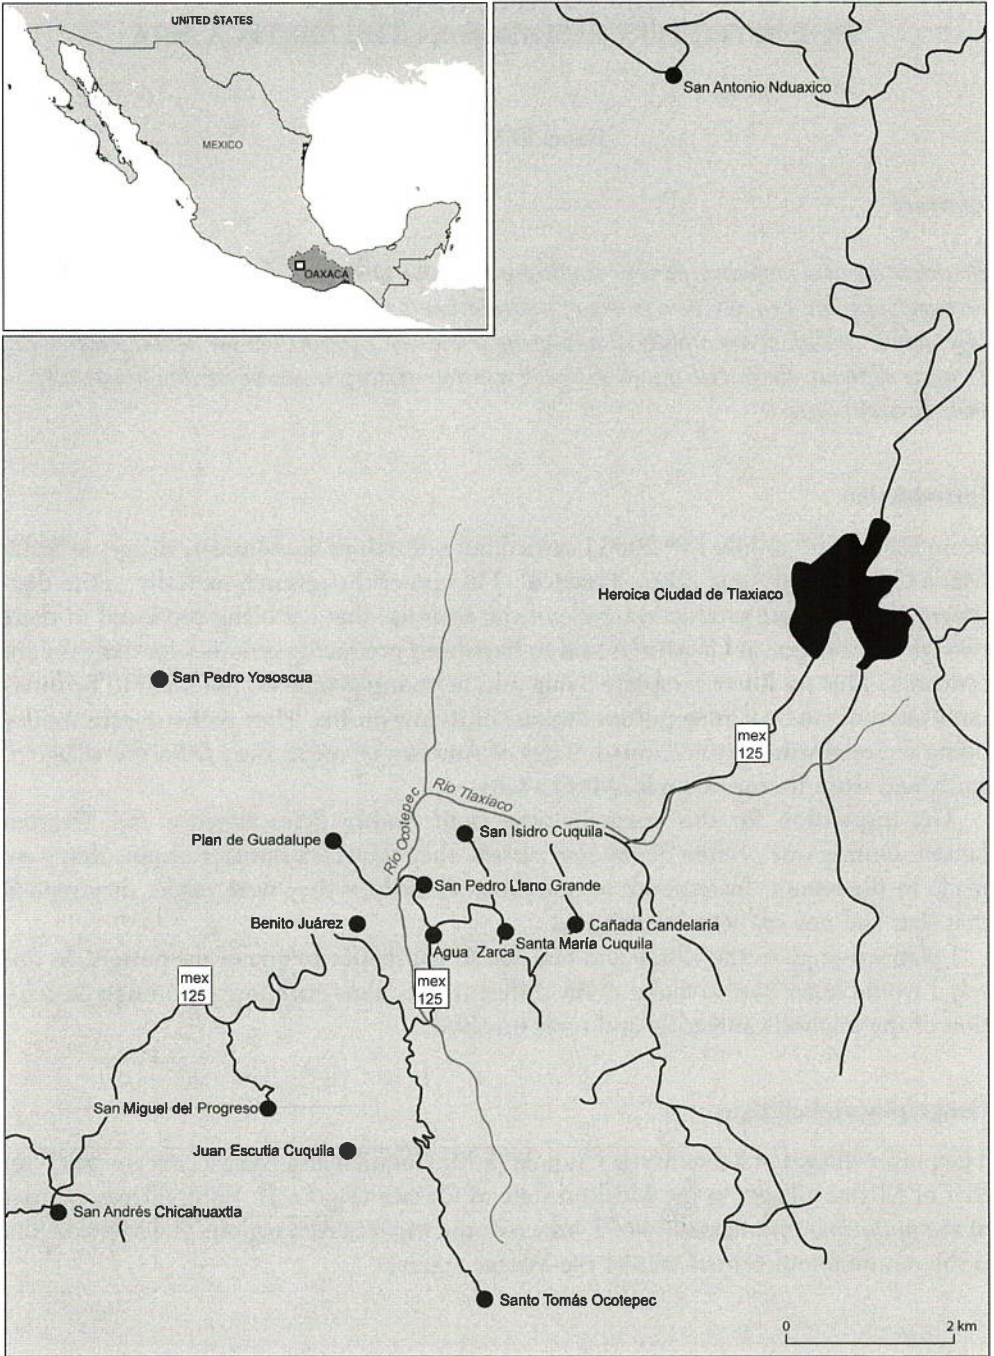 UNITED STATES
MEXICO
OAXACA
San Antonio Nduaxico
Heroica Ciudad de Tlaxiaco
San Pedro Yososcua
mex
125
Río Tlaxiaco
Río Ocotepec
San Isidro Cuquila
Plan de Guadalupe
San Pedro Llano Grande
Benito Juárez
Cañada Candelaria
Santa María Cuquila
Agua Zarca
mex
125
mex
125
San Miguel del Progreso
Juan Escutia Cuquila
San Andrés Chicahuaxtla
Santo Tomás Ocotepec
0 2 km